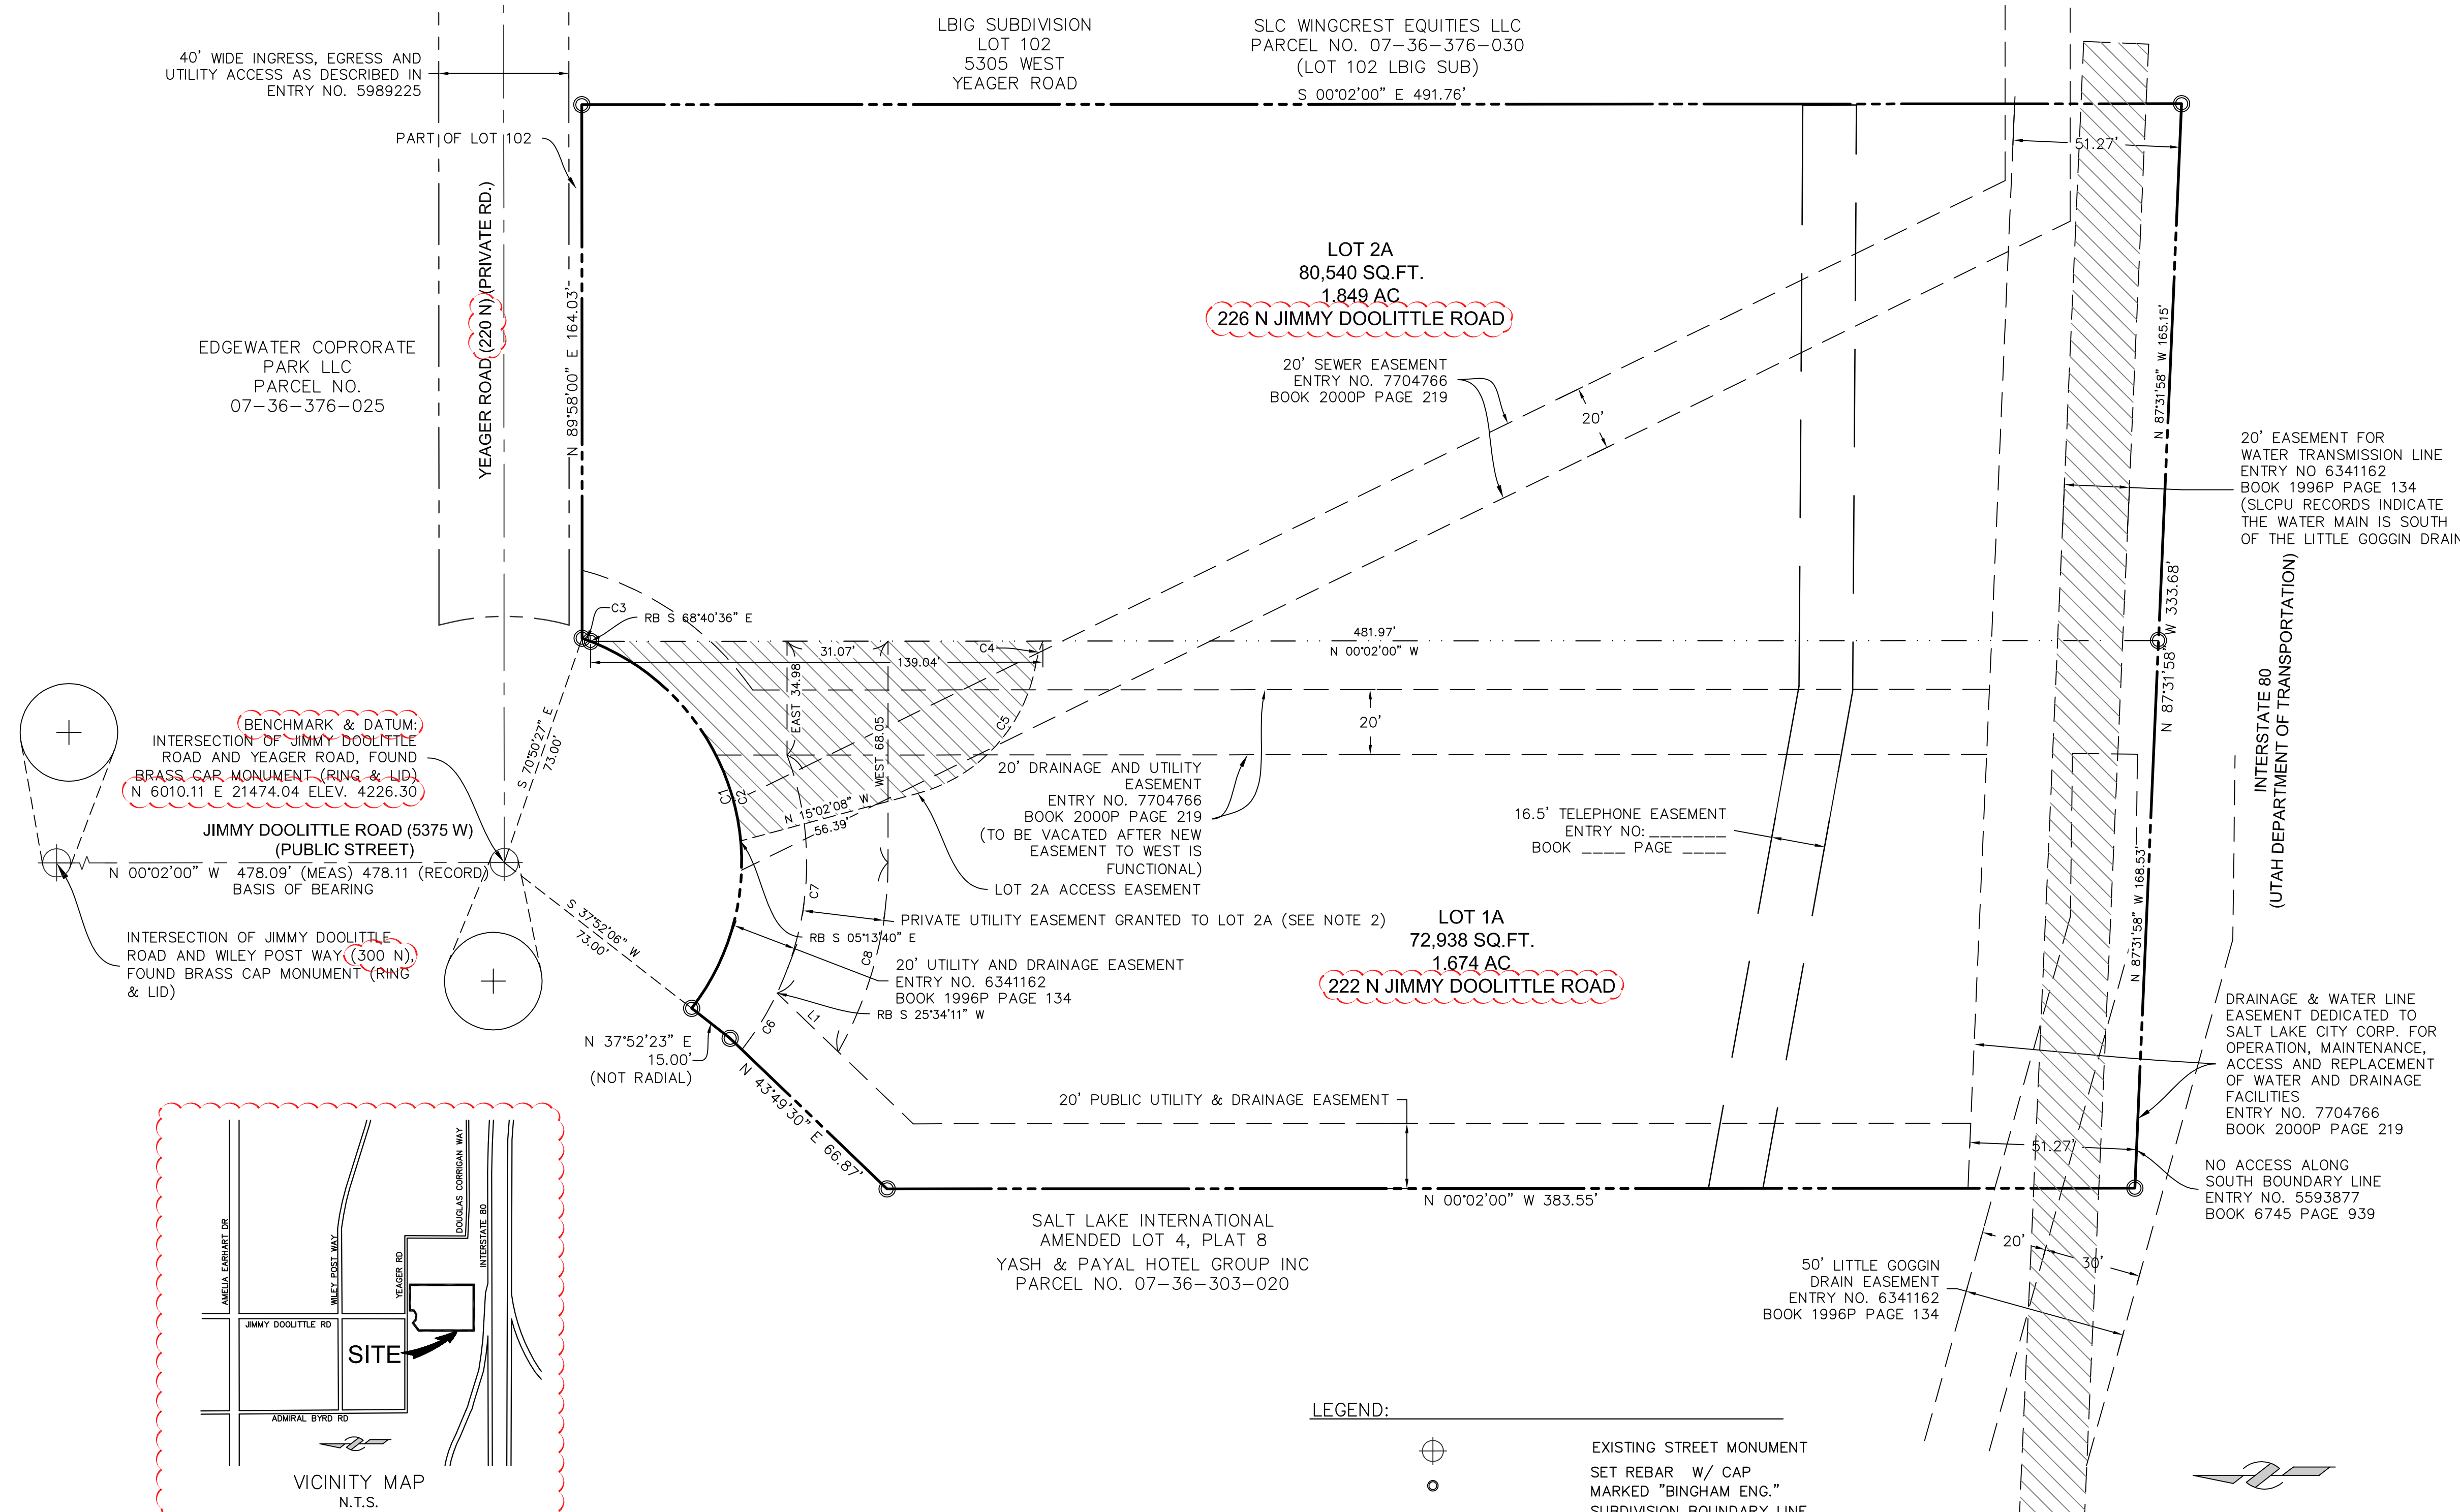 40' WIDE INGRESS, EGRESS AND
UTILITY ACCESS AS DESCRIBED IN
ENTRY NO. 5989225
LBIG SUBDIVISION
LOT 102
5305 WEST
YEAGER ROAD
SLC WINGCREST EQUITIES LLC
PARCEL NO. 07-36-376-030
(LOT 102 LBIG SUB)
S 00°02'00" E 491.76'
PART OF LOT 102
51.27'
YEAGER ROAD (220 N) (PRIVATE RD.)
N 89°58'00" E 164.03'
LOT 2A
80,540 SQ.FT.
1.849 AC
226 N JIMMY DOOLITTLE ROAD
N 87°31'58" W 165.15'
EDGEWATER COPRORATE
PARK LLC
PARCEL NO.
07-36-376-025
20' SEWER EASEMENT
ENTRY NO. 7704766
BOOK 2000P PAGE 219
20'
20' EASEMENT FOR
WATER TRANSMISSION LINE
ENTRY NO 6341162
BOOK 1996P PAGE 134
(SLCPU RECORDS INDICATE
THE WATER MAIN IS SOUTH
OF THE LITTLE GOGGIN DRAIN
C3
RB S 68°40'36" E
31.07'
139.04'
C4
481.97'
N 00°02'00" W
N 87°31'58" W 333.68'
INTERSTATE 80
(UTAH DEPARTMENT OF TRANSPORTATION)
EAST 34.98
WEST 68.05
C5
20'
S 70°50'27" E
73.00'
BENCHMARK & DATUM:
INTERSECTION OF JIMMY DOOLITTLE
ROAD AND YEAGER ROAD, FOUND
BRASS CAP MONUMENT (RING & LID)
N 6010.11 E 21474.04 ELEV. 4226.30
C1
C2
N 15°02'08" W
56.39'
20' DRAINAGE AND UTILITY
EASEMENT
ENTRY NO. 7704766
BOOK 2000P PAGE 219
(TO BE VACATED AFTER NEW
EASEMENT TO WEST IS
FUNCTIONAL)
16.5' TELEPHONE EASEMENT
ENTRY NO: _______
BOOK ____ PAGE ____
JIMMY DOOLITTLE ROAD (5375 W)
(PUBLIC STREET)
N 00°02'00" W 478.09' (MEAS) 478.11 (RECORD)
BASIS OF BEARING
LOT 2A ACCESS EASEMENT
C7
PRIVATE UTILITY EASEMENT GRANTED TO LOT 2A (SEE NOTE 2)
N 87°31'58" W 168.53'
S 37°52'06" W
73.00'
RB S 05°13'40" E
LOT 1A
72,938 SQ.FT.
1.674 AC
222 N JIMMY DOOLITTLE ROAD
INTERSECTION OF JIMMY DOOLITTLE
ROAD AND WILEY POST WAY (300 N),
FOUND BRASS CAP MONUMENT (RING
& LID)
C8
20' UTILITY AND DRAINAGE EASEMENT
ENTRY NO. 6341162
BOOK 1996P PAGE 134
RB S 25°34'11" W
L1
C6
N 37°52'23" E
15.00'
(NOT RADIAL)
DRAINAGE & WATER LINE
EASEMENT DEDICATED TO
SALT LAKE CITY CORP. FOR
OPERATION, MAINTENANCE,
ACCESS AND REPLACEMENT
OF WATER AND DRAINAGE
FACILITIES
ENTRY NO. 7704766
BOOK 2000P PAGE 219
N 43°49'30" E 66.87'
20' PUBLIC UTILITY & DRAINAGE EASEMENT
51.27'
NO ACCESS ALONG
SOUTH BOUNDARY LINE
ENTRY NO. 5593877
BOOK 6745 PAGE 939
N 00°02'00" W 383.55'
SALT LAKE INTERNATIONAL
AMENDED LOT 4, PLAT 8
YASH & PAYAL HOTEL GROUP INC
PARCEL NO. 07-36-303-020
20'
30'
50' LITTLE GOGGIN
DRAIN EASEMENT
ENTRY NO. 6341162
BOOK 1996P PAGE 134
AMELIA EARHART DR
WILEY POST WAY
YEAGER RD
DOUGLAS CORRIGAN WAY
INTERSTATE 80
JIMMY DOOLITTLE RD
SITE
ADMIRAL BYRD RD
VICINITY MAP
N.T.S.
LEGEND:
EXISTING STREET MONUMENT
SET REBAR W/ CAP
MARKED "BINGHAM ENG."
SUBDIVISION BOUNDARY LINE